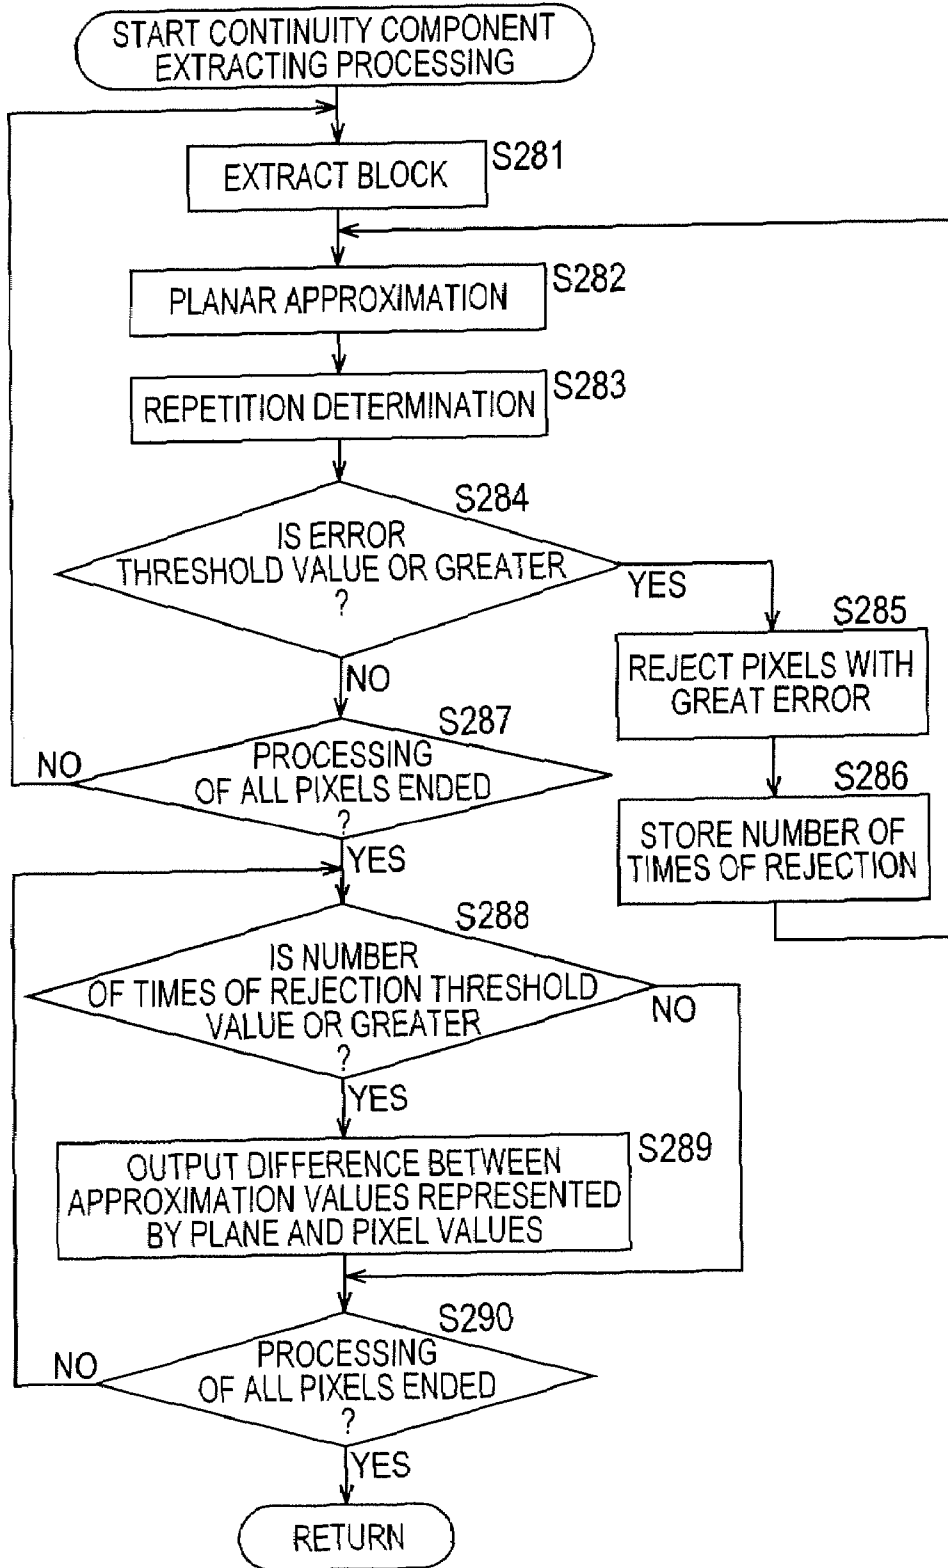 START CONTINUITY COMPONENT
EXTRACTING PROCESSING
S281
EXTRACT BLOCK
S282
PLANAR APPROXIMATION
S283
REPETITION DETERMINATION
S284
IS ERROR
THRESHOLD VALUE OR GREATER
?
YES
NO
S285
REJECT PIXELS WITH
GREAT ERROR
S286
STORE NUMBER OF
TIMES OF REJECTION
S287
PROCESSING
OF ALL PIXELS ENDED
?
NO
YES
S288
IS NUMBER
OF TIMES OF REJECTION THRESHOLD
VALUE OR GREATER
?
NO
YES
S289
OUTPUT DIFFERENCE BETWEEN
APPROXIMATION VALUES REPRESENTED
BY PLANE AND PIXEL VALUES
S290
PROCESSING
OF ALL PIXELS ENDED
?
NO
YES
RETURN